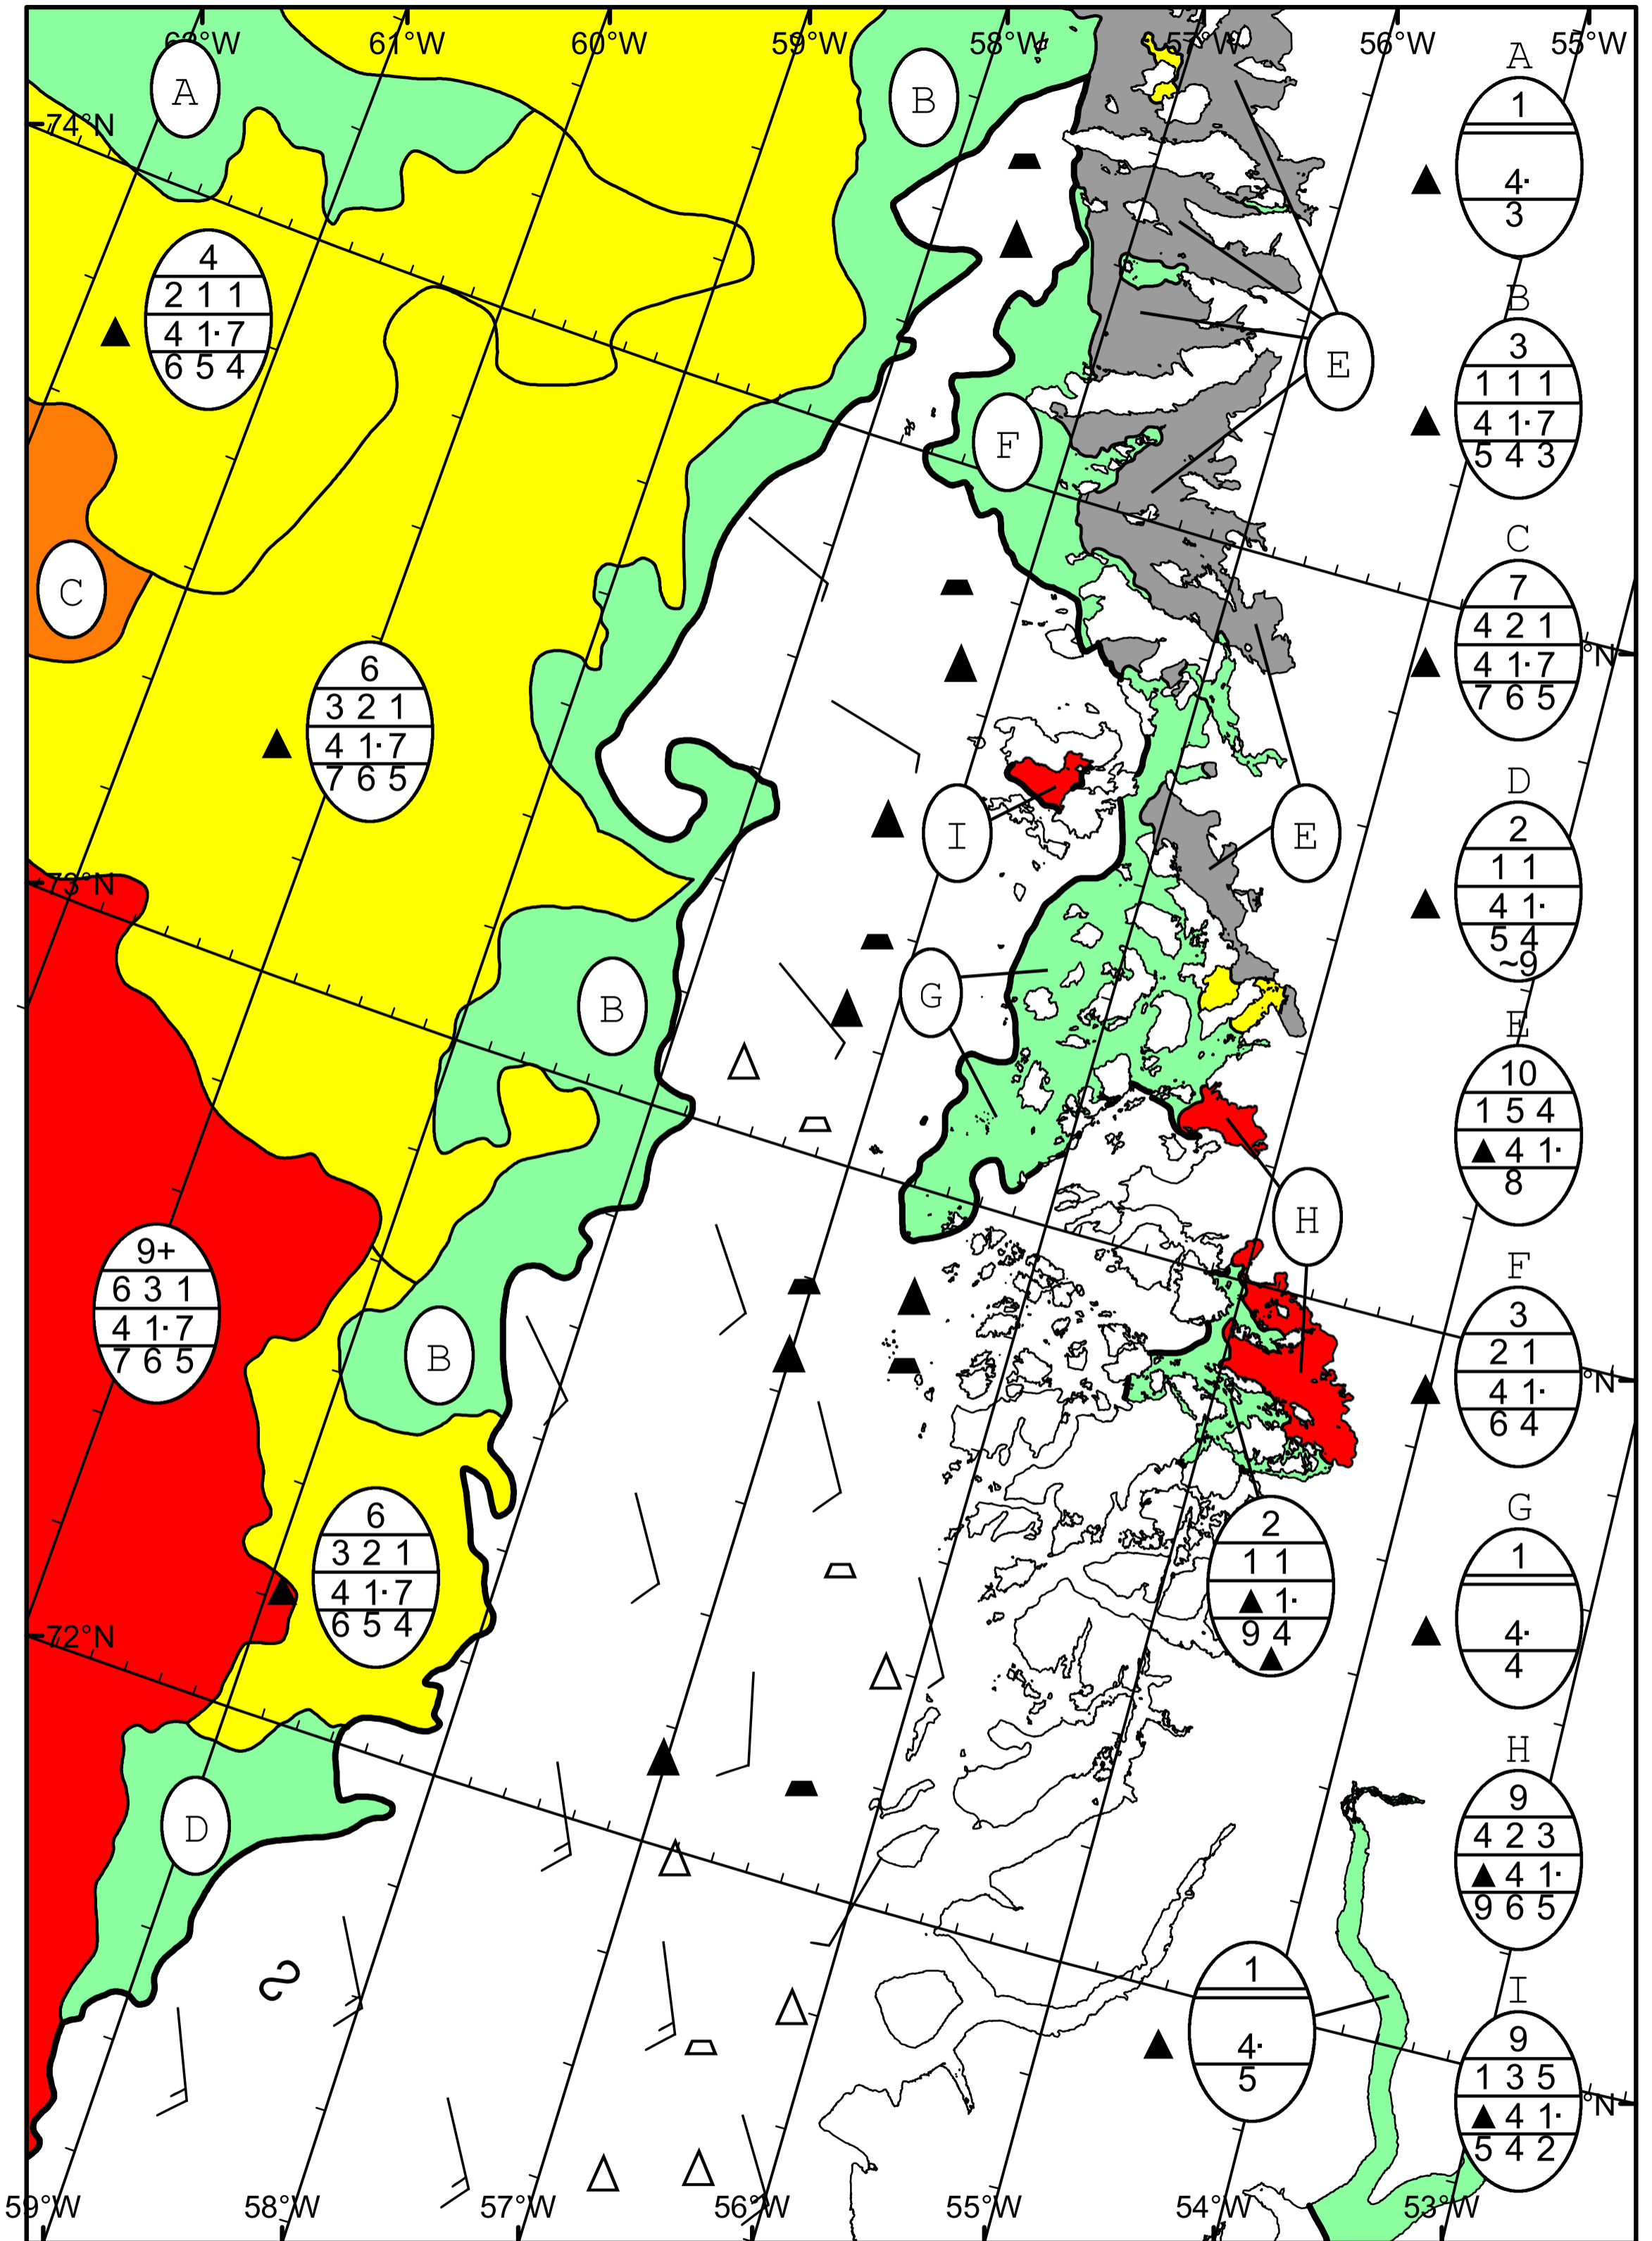 62°W 61°W 60°W 59°W 58°W 57°W 56°W 55°W
74°N
73°N
72°N
A
B
4
2 1 1
4 1· 7
6 5 4
C
6
3 2 1
4 1· 7
7 6 5
F
E
I
E
G
B
H
9+
6 3 1
4 1· 7
7 6 5
B
6
3 2 1
4 1· 7
6 5 4
2
1 1
1·
9 4
D
1
4·
5
A
1
4·
3
B
3
1 1 1
4 1· 7
5 4 3
C
7
4 2 1
4 1· 7
7 6 5
°N
D
2
1 1
4 1·
5 4
~9
E
10
1 5 4
4 1·
8
F
3
2 1
4 1·
6 4
°N
G
1
4·
4
H
9
4 2 3
4 1·
9 6 5
I
9
1 3 5
4 1·
5 4 2
°N
59°W 58°W 57°W 56°W 55°W 54°W 53°W